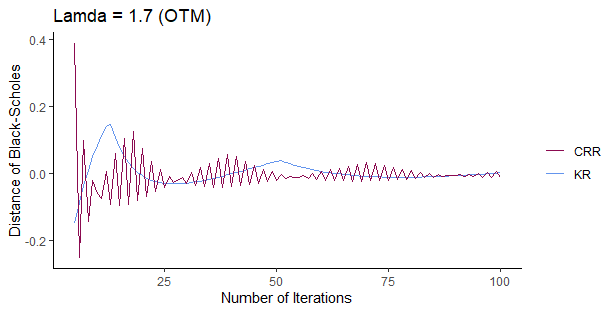 Lamda = 1.7 (OTM)
0.4
0.2
0.0
-0.2
Distance of Black-Scholes
25
50
75
100
Number of Iterations
CRR
KR